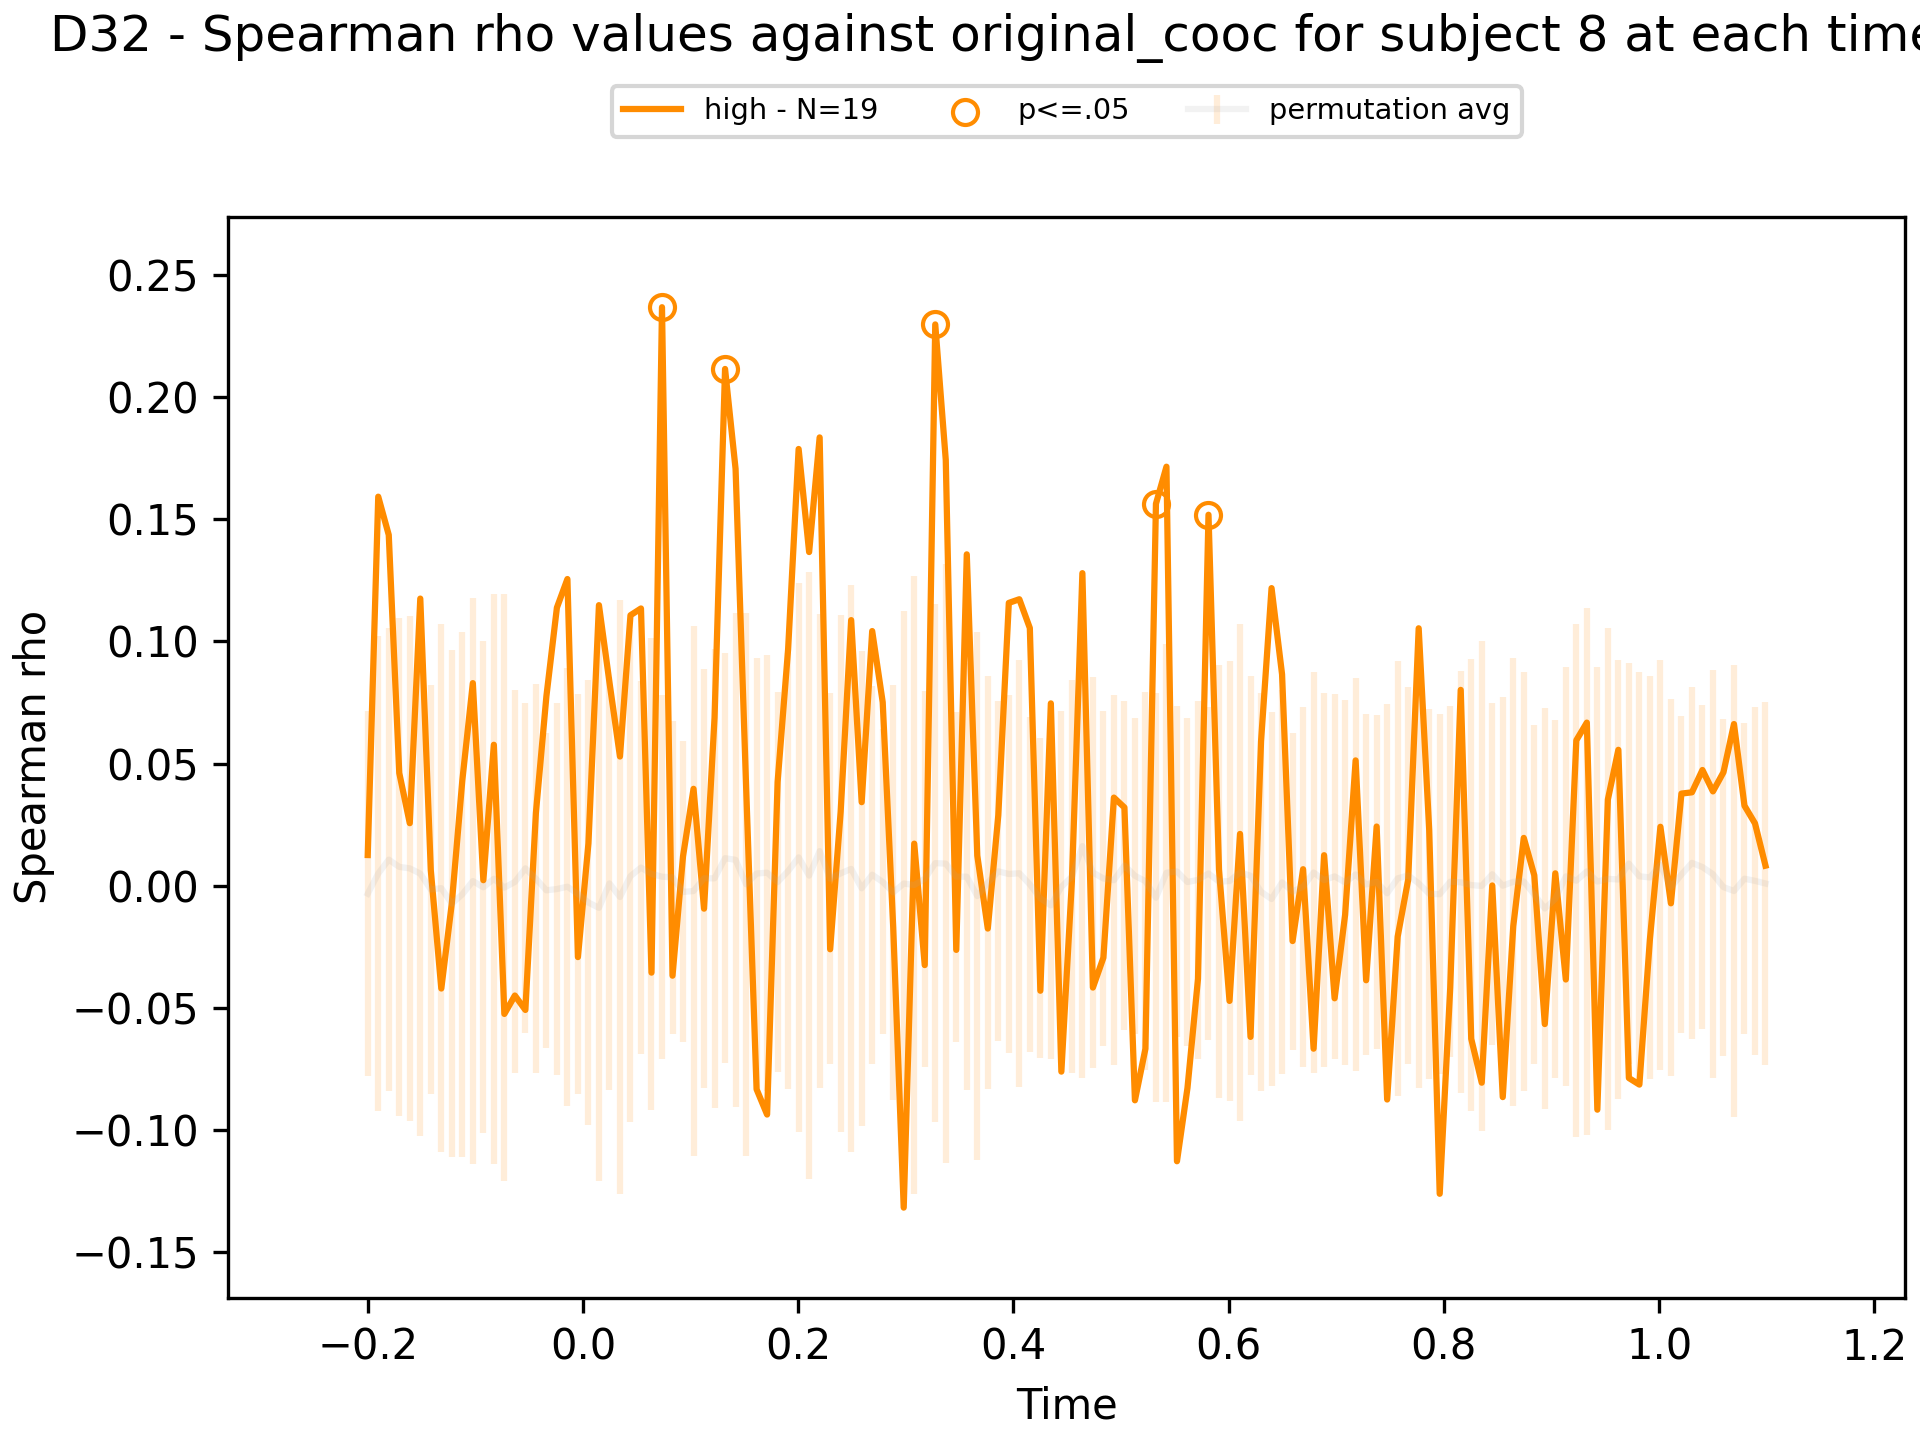 D32 - Spearman rho values against original_cooc for subject 8 at each time
high - N=19 p<=.05 permutation avg
0.25
0.20
0.15
0.10
0.05
0.00
−0.05
−0.10
−0.15
Spearman rho
−0.2 0.0 0.2 0.4 0.6 0.8 1.0 1.2
Time